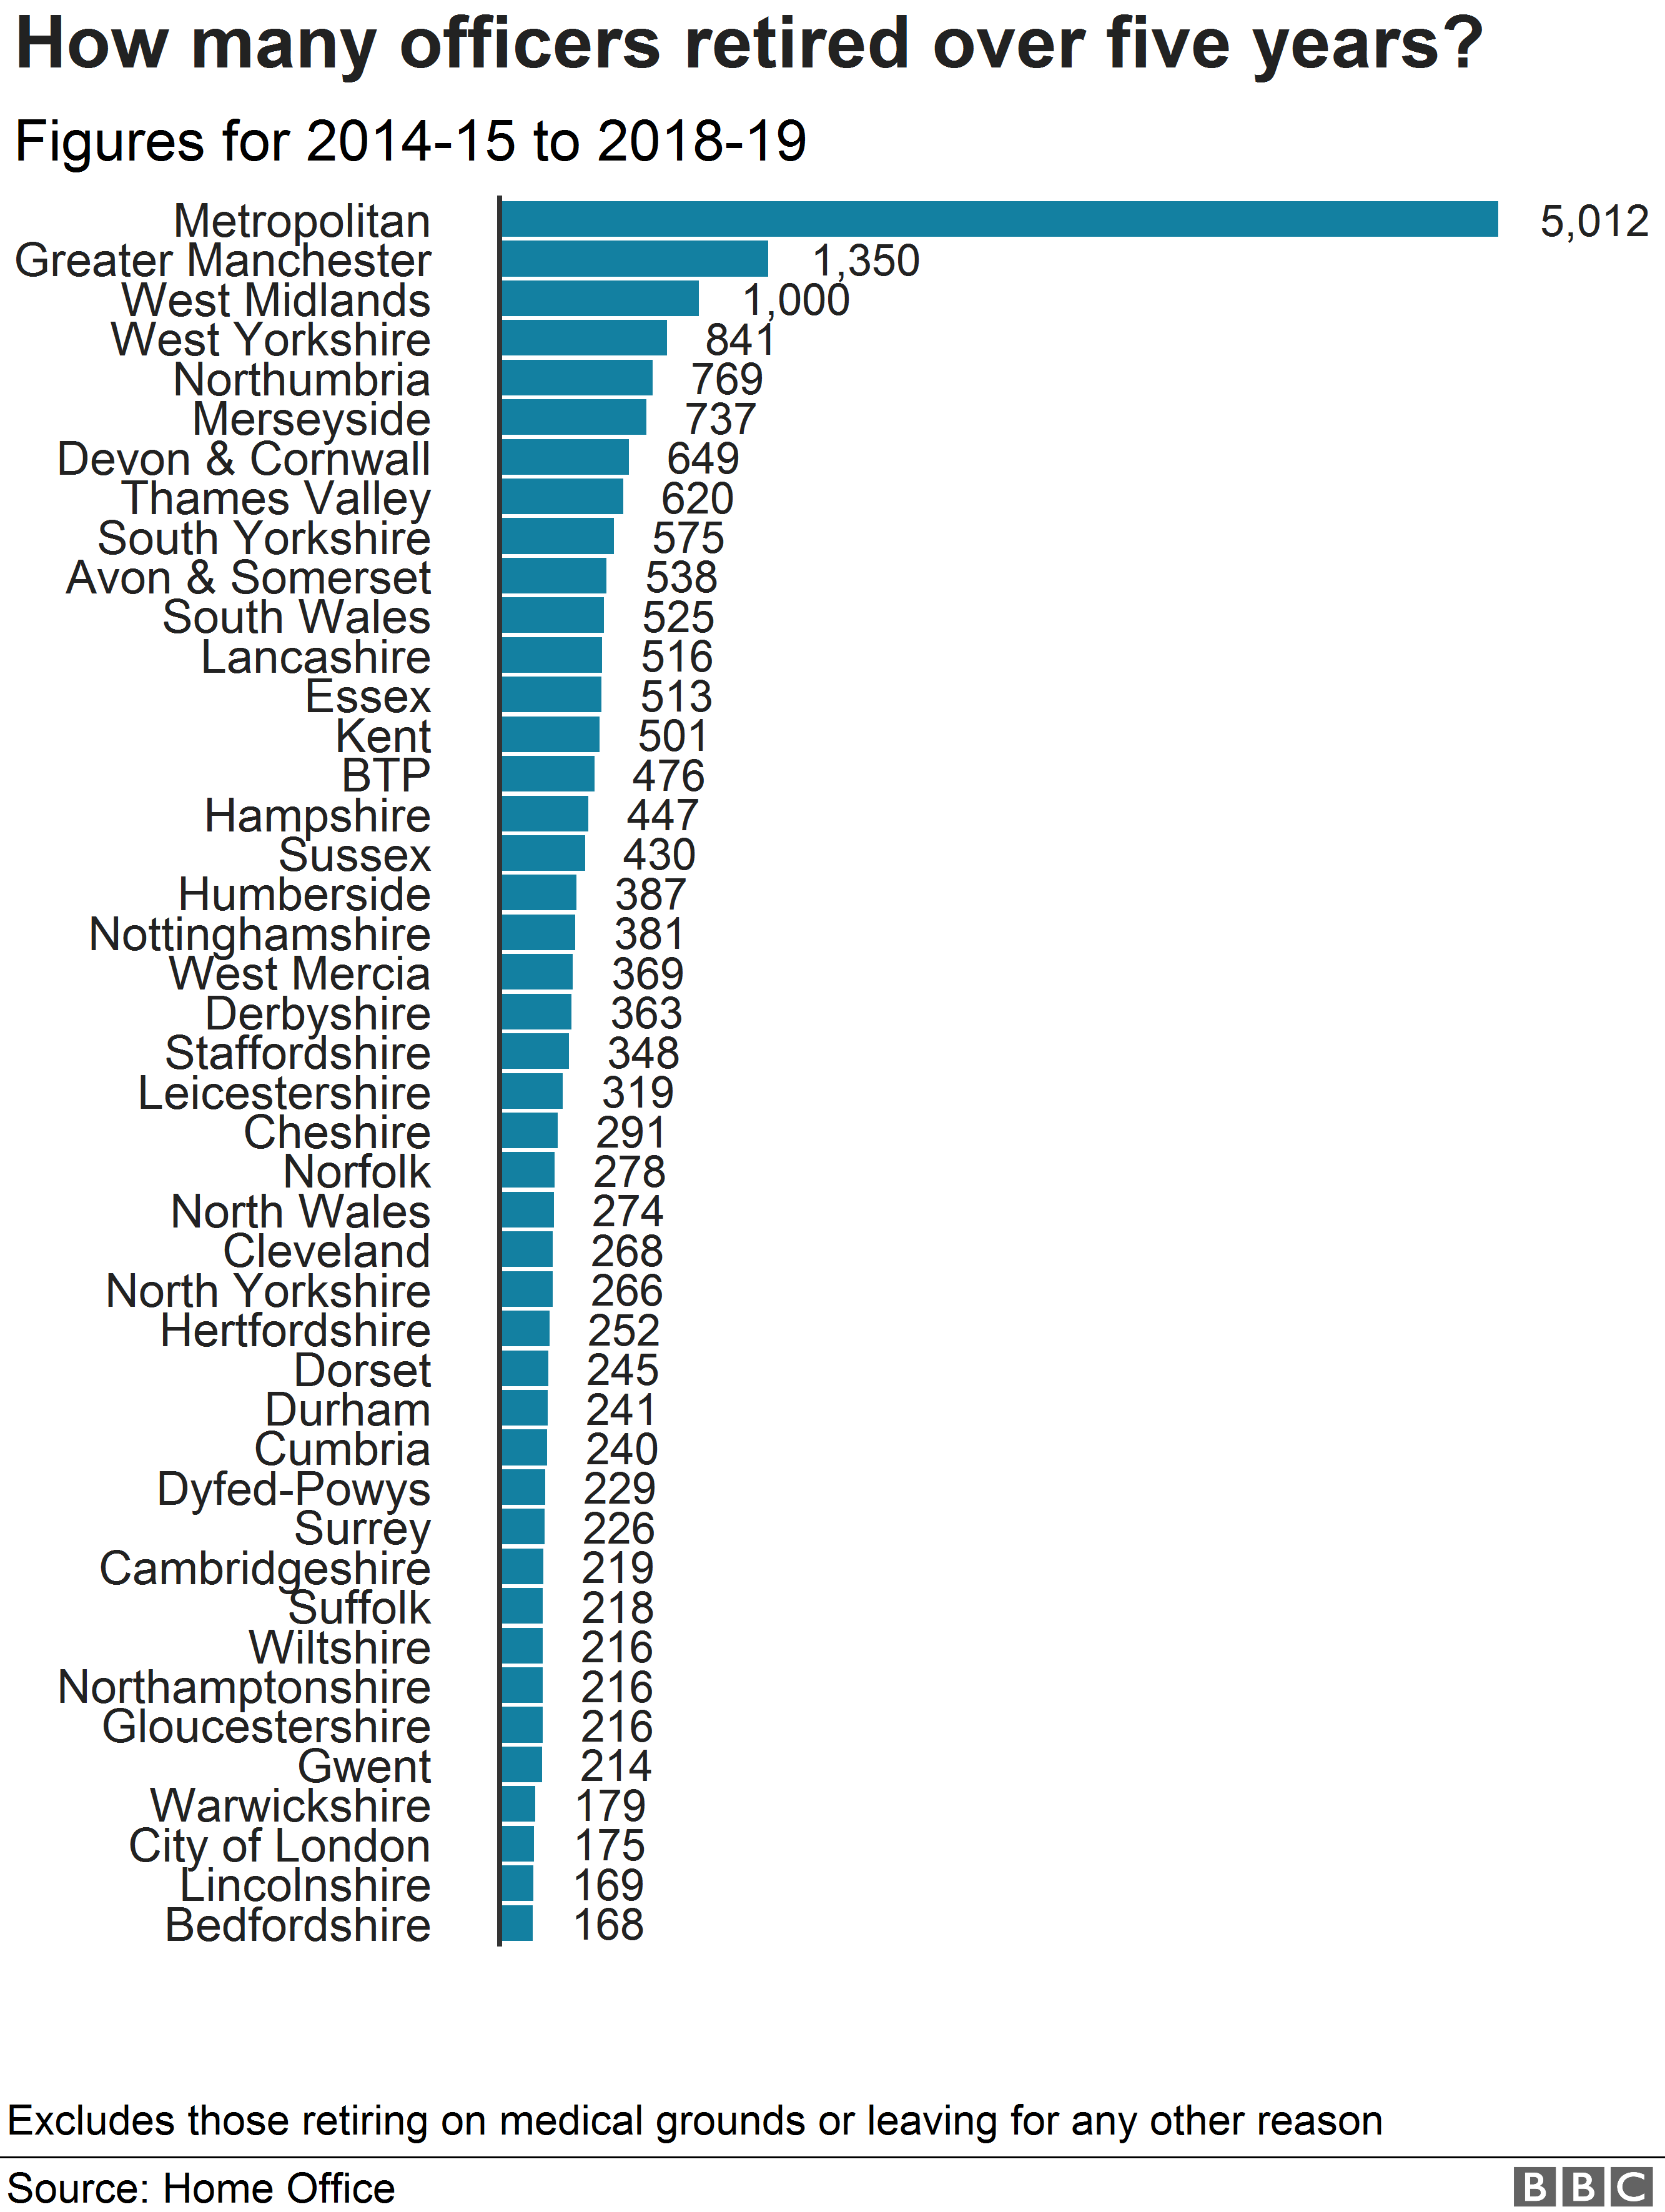 How many officers retired over five years?
Figures for 2014-15 to 2018-19
Metropolitan 5,012
Greater Manchester 1,350
West Midlands 1,000
West Yorkshire 841
Northumbria 769
Merseyside 737
Devon & Cornwall 649
Thames Valley 620
South Yorkshire 575
Avon & Somerset 538
South Wales 525
Lancashire 516
Essex 513
Kent 501
BTP 476
Hampshire 447
Sussex 430
Humberside 387
Nottinghamshire 381
West Mercia 369
Derbyshire 363
Staffordshire 348
Leicestershire 319
Cheshire 291
Norfolk 278
North Wales 274
Cleveland 268
North Yorkshire 266
Hertfordshire 252
Dorset 245
Durham 241
Cumbria 240
Dyfed-Powys 229
Surrey 226
Cambridgeshire 219
Suffolk 218
Wiltshire 216
Northamptonshire 216
Gloucestershire 216
Gwent 214
Warwickshire 179
City of London 175
Lincolnshire 169
Bedfordshire 168
Excludes those retiring on medical grounds or leaving for any other reason
Source: Home Office BBC